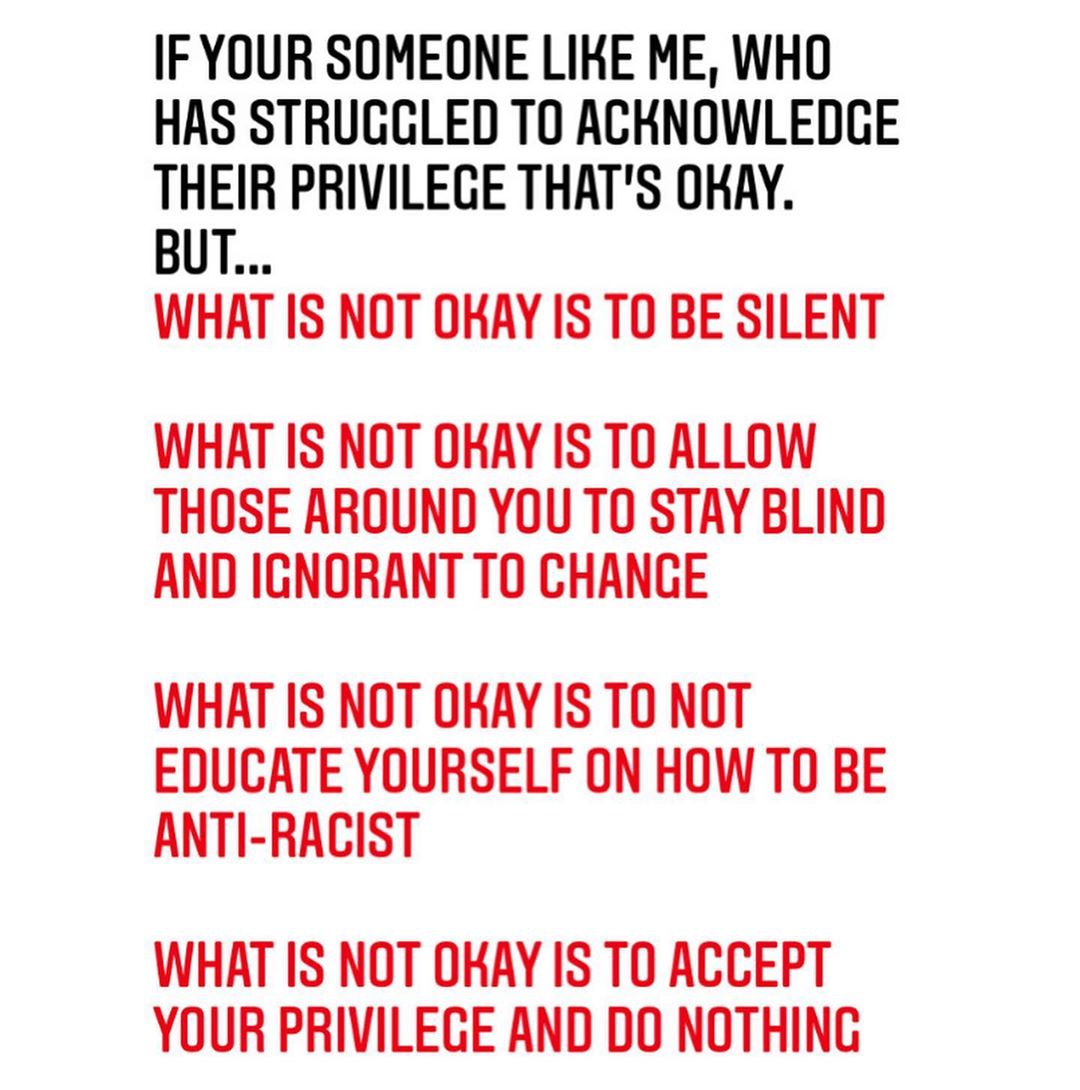 IF YOUR SOMEONE LIKE ME, WHO
HAS STRUGGLED TO ACKNOWLEDGE
THEIR PRIVILEGE THAT'S OKAY.
BUT...
WHAT IS NOT OKAY IS TO BE SILENT
WHAT IS NOT OKAY IS TO ALLOW
THOSE AROUND YOU TO STAY BLIND
AND IGNORANT TO CHANGE
WHAT IS NOT OKAY IS TO NOT
EDUCATE YOURSELF ON HOW TO BE
ANTI-RACIST
WHAT IS NOT OKAY IS TO ACCEPT
YOUR PRIVILEGE AND DO NOTHING